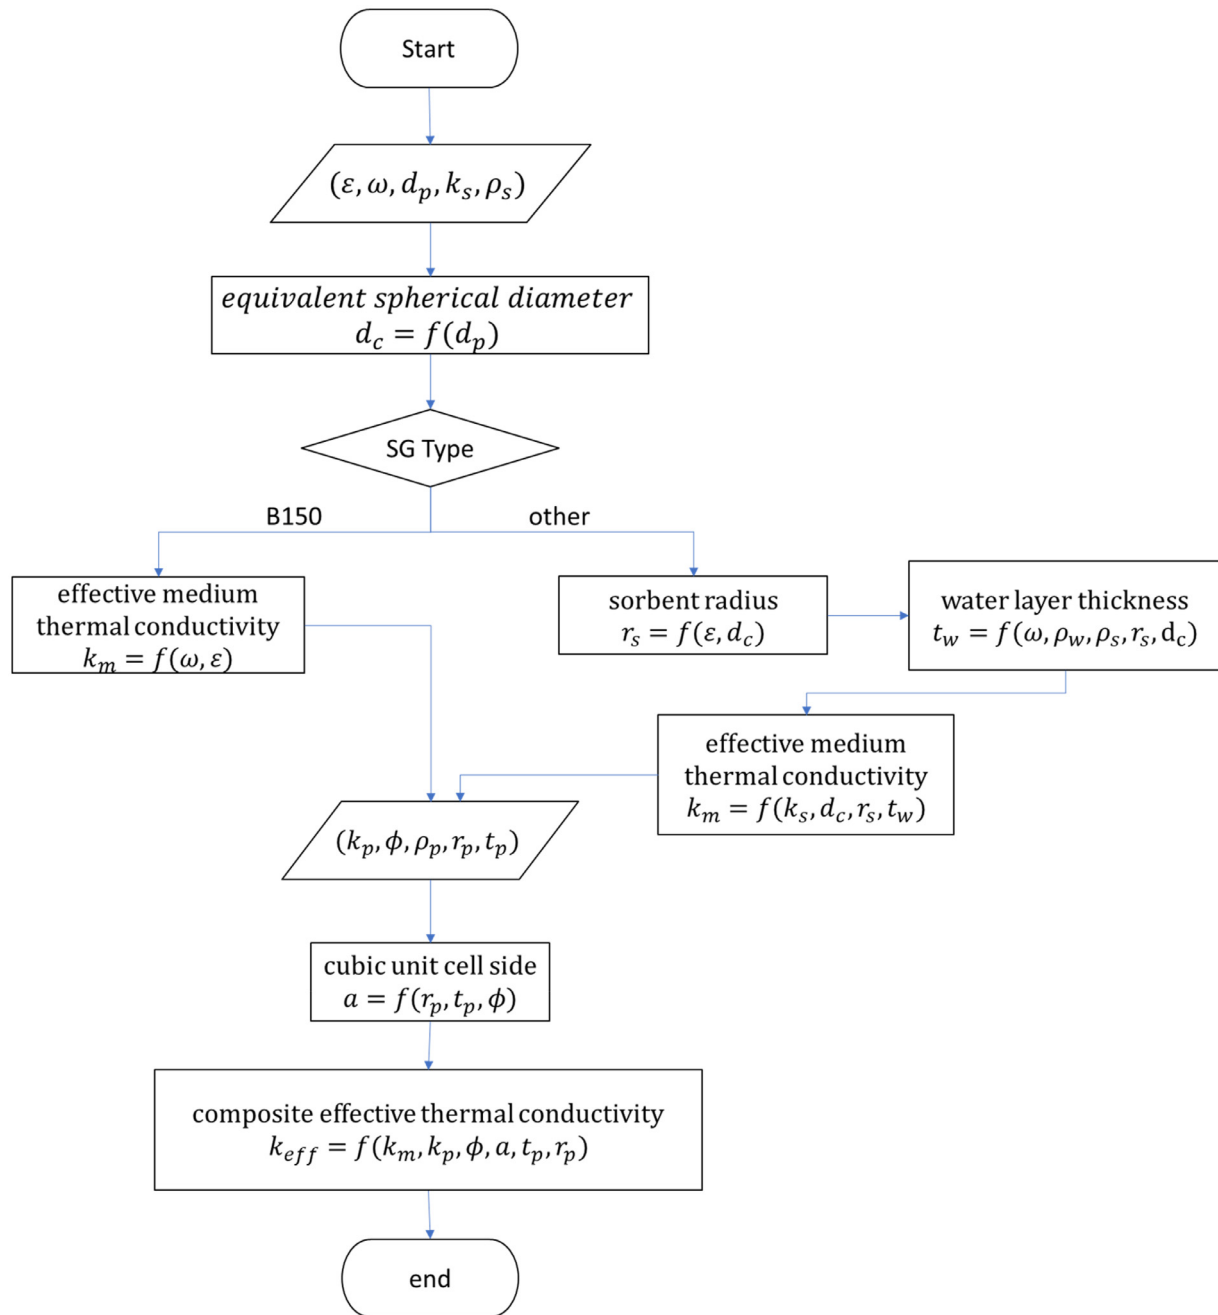 Start
(ε, ω, d_p, k_s, ρ_s)
equivalent spherical diameter
d_c = f(d_p)
SG Type
B150
other
effective medium
thermal conductivity
k_m = f(ω, ε)
sorbent radius
r_s = f(ε, d_c)
water layer thickness
t_w = f(ω, ρ_w, ρ_s, r_s, d_c)
effective medium
thermal conductivity
k_m = f(k_s, d_c, r_s, t_w)
(k_p, ϕ, ρ_p, r_p, t_p)
cubic unit cell side
a = f(r_p, t_p, ϕ)
composite effective thermal conductivity
k_eff = f(k_m, k_p, ϕ, a, t_p, r_p)
end